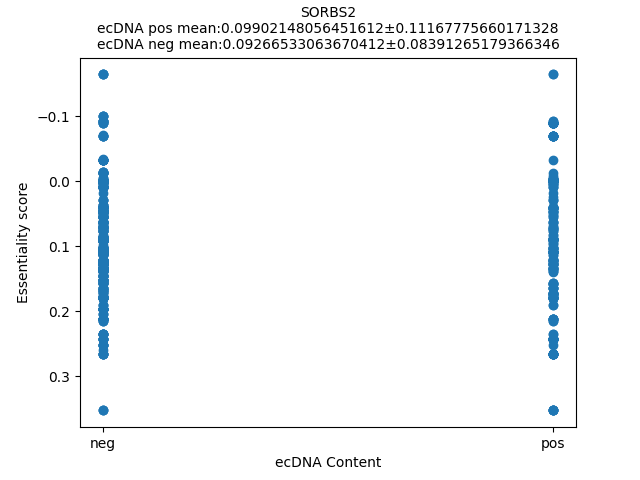 SORBS2
ecDNA pos mean:0.09902148056451612±0.11167775660171328
ecDNA neg mean:0.09266533063670412±0.08391265179366346
−0.1
0.0
0.1
0.2
0.3
Essentiality score
neg
pos
ecDNA Content